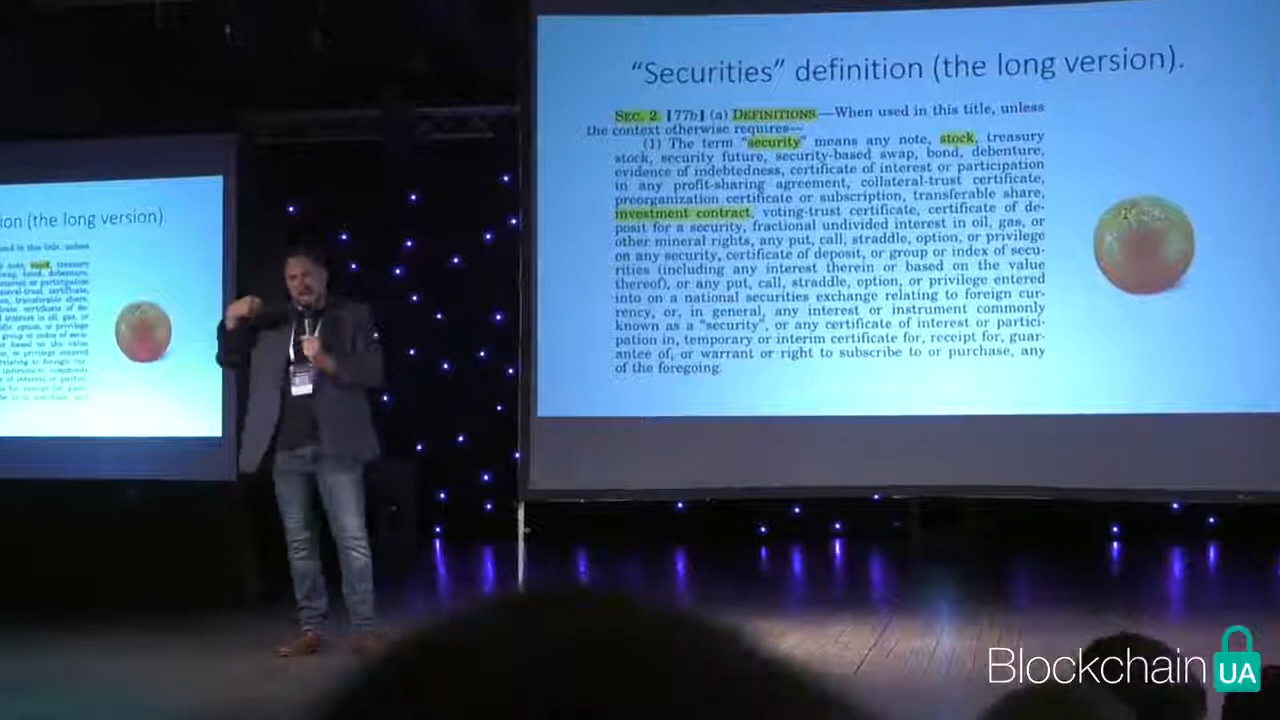 "Securities" definition (the long version).
SEC. 2. [77b] (a) DEFINITIONS.—When used in this title, unless
the context otherwise requires—
(1) The term "security" means any note, stock, treasury
stock, security future, security-based swap, bond, debenture,
evidence of indebtedness, certificate of interest or participation
in any profit-sharing agreement, collateral-trust certificate,
preorganization certificate or subscription, transferable share,
investment contract, voting-trust certificate, certificate of de-
posit for a security, fractional undivided interest in oil, gas, or
other mineral rights, any put, call, straddle, option, or privilege
on any security, certificate of deposit, or group or index of secu-
rities (including any interest therein or based on the value
thereof), or any put, call, straddle, option, or privilege entered
into on a national securities exchange relating to foreign cur-
rency, or, in general, any interest or instrument commonly
known as a "security", or any certificate of interest or partici-
pation in, temporary or interim certificate for, receipt for, guar-
antee of, or warrant or right to subscribe to or purchase, any
of the foregoing.
ion (the long version).
Blockchain UA